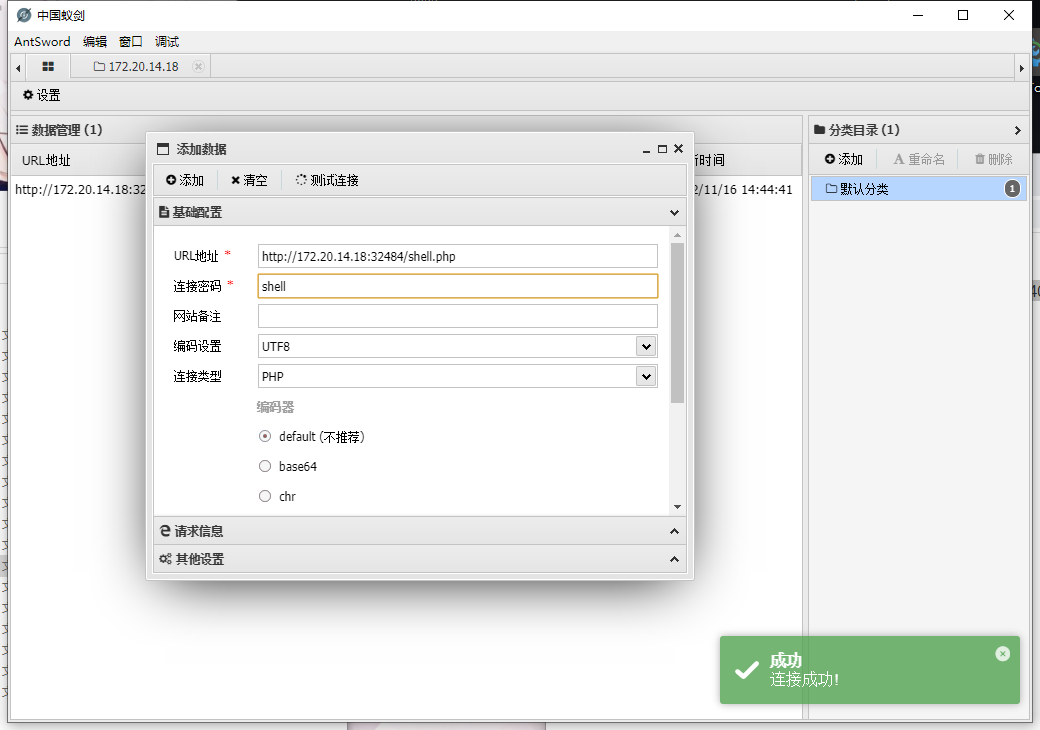 中国蚁剑
AntSword 编辑 窗口 调试
172.20.14.18
设置
数据管理 (1)
URL地址
新时间
http://172.20.14.18:32
2/11/16 14:44:41
分类目录 (1)
添加 重命名 删除
默认分类 1
添加数据
添加 清空 测试连接
基础配置
URL地址 * http://172.20.14.18:32484/shell.php
连接密码 * shell
网站备注
编码设置 UTF8
连接类型 PHP
编码器
default (不推荐)
base64
chr
请求信息
其他设置
成功
连接成功!